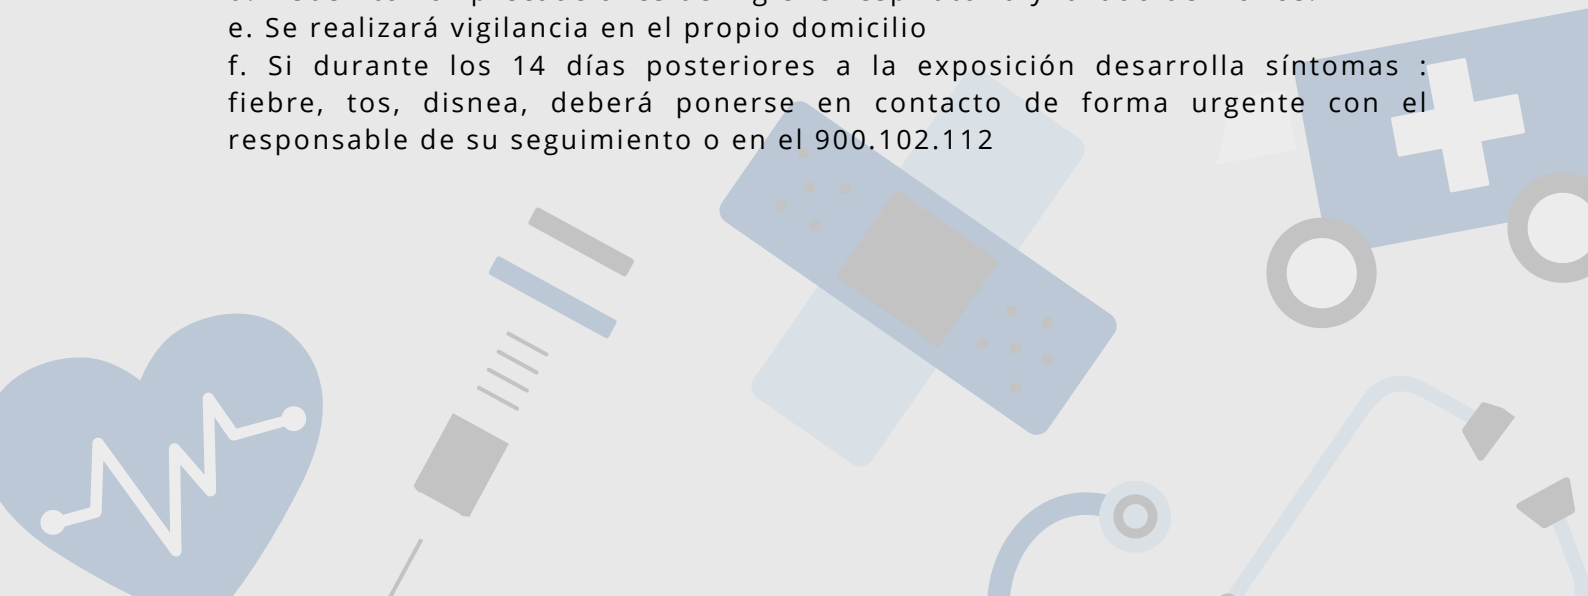 e. Se realizará vigilancia en el propio domicilio
f. Si durante los 14 días posteriores a la exposición desarrolla síntomas :
fiebre, tos, disnea, deberá ponerse en contacto de forma urgente con el
responsable de su seguimiento o en el 900.102.112